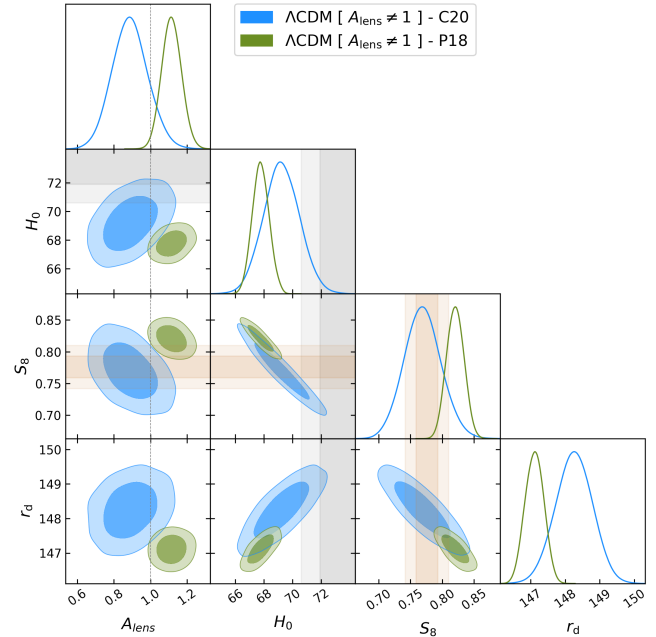 ΛCDM [ A_lens ≠ 1 ] - C20
ΛCDM [ A_lens ≠ 1 ] - P18
72
70
68
66
H_0
0.85
0.80
0.75
0.70
S_8
150
149
148
147
r_d
0.6 0.8 1.0 1.2
66 68 70 72
0.70 0.75 0.80 0.85
147 148 149 150
A_lens H_0 S_8 r_d